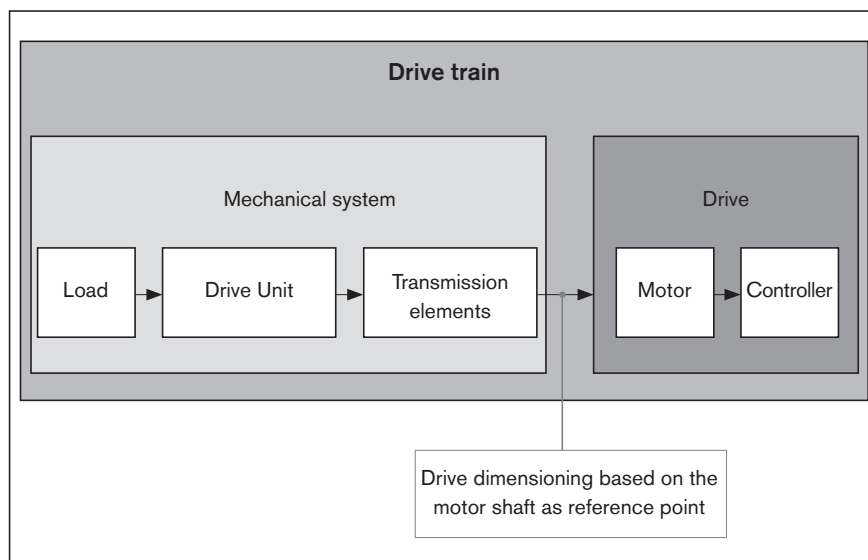 Drive train
Mechanical system
Drive
Load
Drive Unit
Transmission
elements
Motor
Controller
Drive dimensioning based on the
motor shaft as reference point